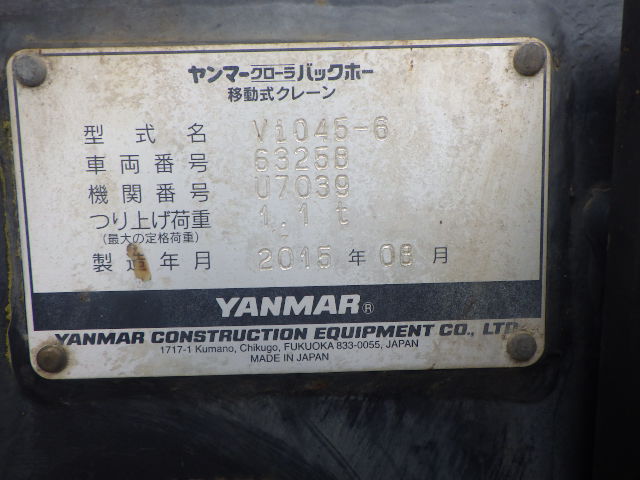 ヤンマークローラバックホー
移動式クレーン
型式名 ViO45-6
車両番号 63258
機関番号 U7039
つり上げ荷重 1.1 t
(最大の定格荷重)
製造年月 2015 年 08 月
YANMAR®
YANMAR CONSTRUCTION EQUIPMENT CO., LTD.
1717-1 Kumano, Chikugo, FUKUOKA 833-0055, JAPAN
MADE IN JAPAN